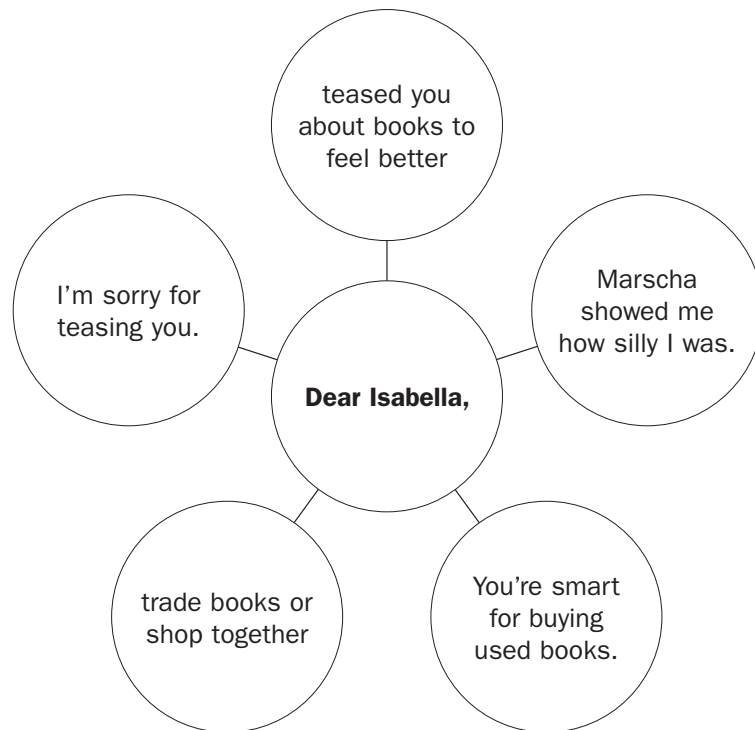 teased you
about books to
feel better
I'm sorry for
teasing you.
Marscha
showed me
how silly I was.
Dear Isabella,
trade books or
shop together
You're smart
for buying
used books.